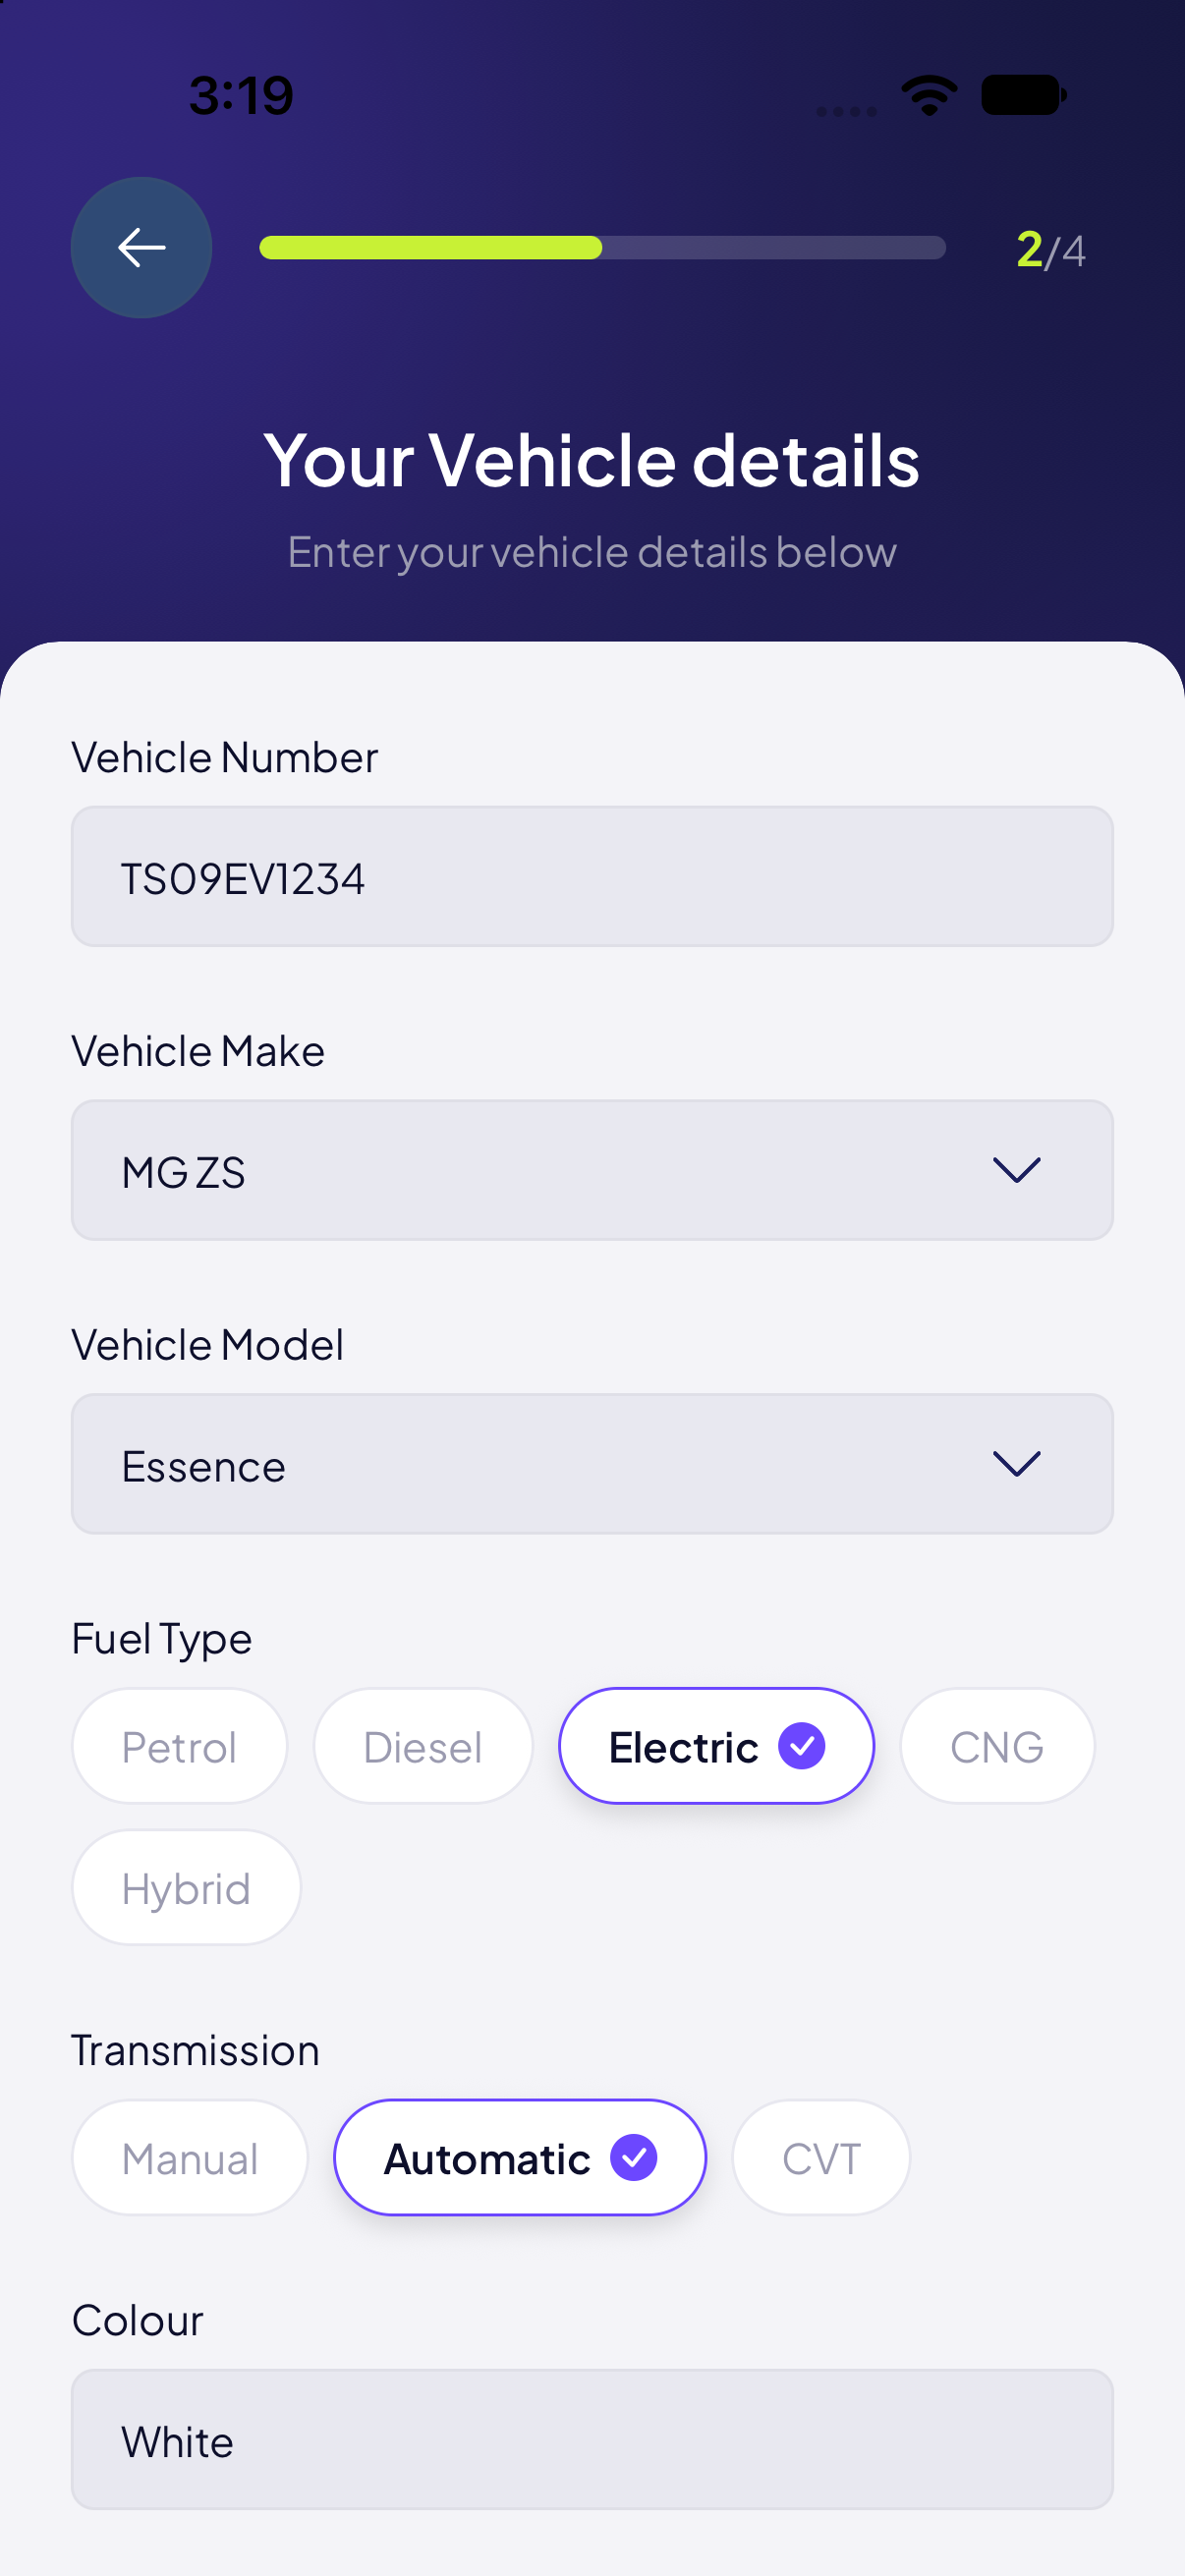 3:19
2/4
Your Vehicle details
Enter your vehicle details below
Vehicle Number
TS09EV1234
Vehicle Make
MG ZS
Vehicle Model
Essence
Fuel Type
Petrol Diesel Electric CNG
Hybrid
Transmission
Manual Automatic CVT
Colour
White